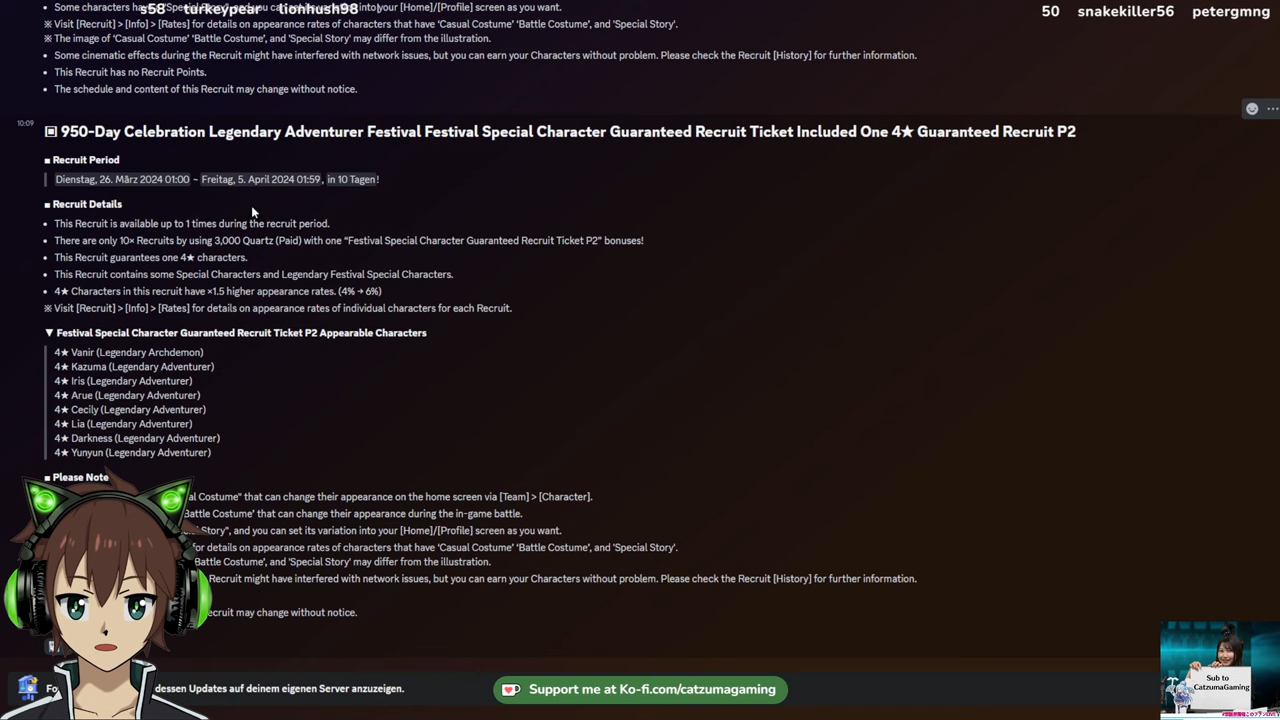 s58 turkeypear lionhush98
50 snakekiller56 petergmng
Some characters have "Special Story", and you can set its variation into your [Home]/[Profile] screen as you want.
※ Visit [Recruit] > [Info] > [Rates] for details on appearance rates of characters that have 'Casual Costume' 'Battle Costume', and 'Special Story'.
※ The image of 'Casual Costume' 'Battle Costume', and 'Special Story' may differ from the illustration.
• Some cinematic effects during the Recruit might have interfered with network issues, but you can earn your Characters without problem. Please check the Recruit [History] for further information.
• This Recruit has no Recruit Points.
• The schedule and content of this Recruit may change without notice.
10:09
▣ 950-Day Celebration Legendary Adventurer Festival Festival Special Character Guaranteed Recruit Ticket Included One 4★ Guaranteed Recruit P2
■ Recruit Period
Dienstag, 26. März 2024 01:00 ~ Freitag, 5. April 2024 01:59, in 10 Tagen!
■ Recruit Details
• This Recruit is available up to 1 times during the recruit period.
• There are only 10× Recruits by using 3,000 Quartz (Paid) with one "Festival Special Character Guaranteed Recruit Ticket P2" bonuses!
• This Recruit guarantees one 4★ characters.
• This Recruit contains some Special Characters and Legendary Festival Special Characters.
• 4★ Characters in this recruit have ×1.5 higher appearance rates. (4% → 6%)
※ Visit [Recruit] > [Info] > [Rates] for details on appearance rates of individual characters for each Recruit.
▼ Festival Special Character Guaranteed Recruit Ticket P2 Appearable Characters
4★ Vanir (Legendary Archdemon)
4★ Kazuma (Legendary Adventurer)
4★ Iris (Legendary Adventurer)
4★ Arue (Legendary Adventurer)
4★ Cecily (Legendary Adventurer)
4★ Lia (Legendary Adventurer)
4★ Darkness (Legendary Adventurer)
4★ Yunyun (Legendary Adventurer)
■ Please Note
al Costume" that can change their appearance on the home screen via [Team] > [Character].
Battle Costume' that can change their appearance during the in-game battle.
Story", and you can set its variation into your [Home]/[Profile] screen as you want.
for details on appearance rates of characters that have 'Casual Costume' 'Battle Costume', and 'Special Story'.
Battle Costume', and 'Special Story' may differ from the illustration.
Recruit might have interfered with network issues, but you can earn your Characters without problem. Please check the Recruit [History] for further information.
ecruit may change without notice.
Fo
dessen Updates auf deinem eigenen Server anzuzeigen.
Support me at Ko-fi.com/catzumagaming
Sub to
CatzumaGaming